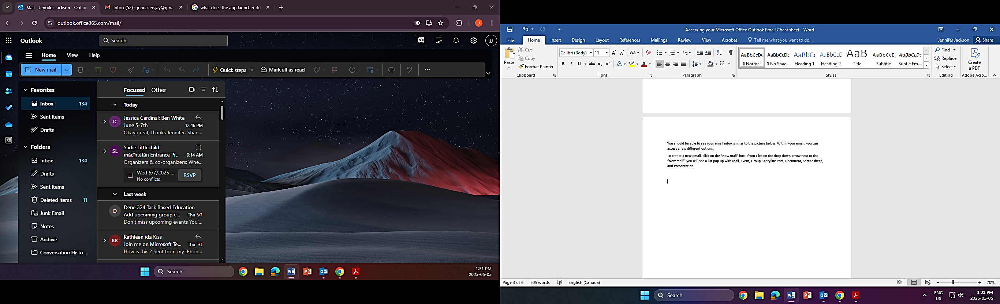 Mail - Jennifer Jackson - Outloo
Inbox (52) - jenna.lee.jay@gmai
what does the app launcher do
outlook.office365.com/mail/
J
Outlook
Search
JJ
Home View Help
New mail
Quick steps
Mark all as read
Favorites
Inbox 134
Sent Items
Drafts
Folders
Inbox 134
Drafts
Sent Items
Deleted Items 11
Junk Email
Notes
Archive
Conversation Histo...
Focused Other
Today
JC
Jessica Cardinal; Ben White
June 5-7th 12:46 PM
Okay great, thanks Jennifer. Shan...
SL
Sadie Littlechild
mâcîhtâtân Entrance Pr... 9:14 AM
Organizers & co-organizers: Whe...
Wed 5/7/2025 ...
No conflicts
RSVP
Last week
D
Dene 324 Task Based Education
Add upcoming group e... Thu 5/1
Don't miss upcoming events You'...
KK
Kathleen ida Kiss
Join me on Microsoft Te... Thu 5/1
How is this ? Sent from my iPhon...
Search
1:31 PM
2025-05-05
Accessing your Microsoft Office Outlook Email Cheat sheet - Word
File Home Insert Design Layout References Mailings Review View Acrobat Tell me what you want to do...
Jennifer Jackson Share
Paste
Cut
Copy
Format Painter
Clipboard
Calibri (Body) 11
Font
Paragraph
AaBbCcDc AaBbCcDc AaBbCc AaBbCcD AaB AaBbCcD AaBbCcDc
¶ Normal ¶ No Spac... Heading 1 Heading 2 Title Subtitle Subtle Em...
Styles
Find
Replace
Select
Editing
Create
a PDF
Adobe Acro...
You should be able to see your email inbox similar to the picture below. Within your email, you can
access a few different options.
To create a new email, click on the “New mail” box. If you click on the drop down arrow next to the
“New mail”, you will see a list pop up with Mail, Event, Group, Storyline Post, Document, Spreadsheet,
and Presentation.
Page 3 of 6 505 words English (Canada)
70%
Search
ENG
US
1:31 PM
2025-05-05